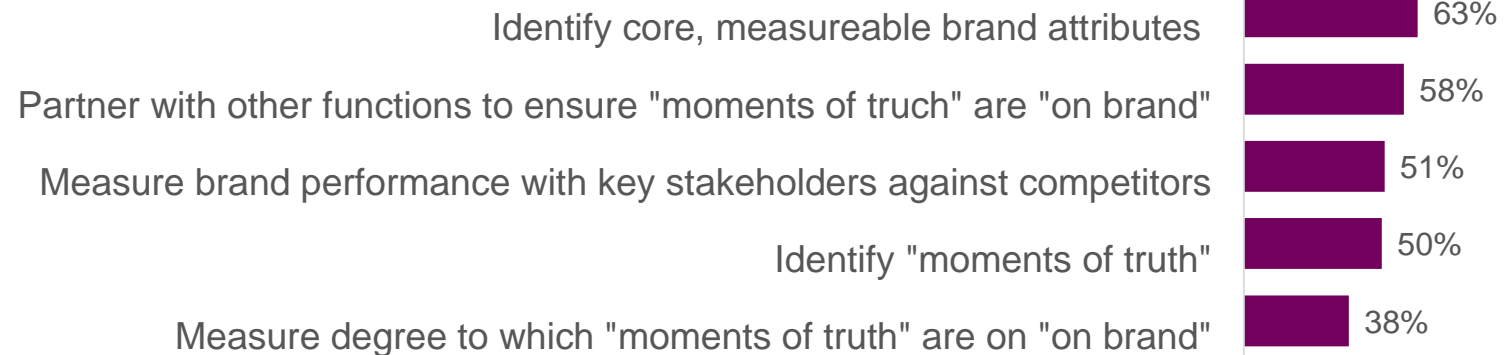 Identify core, measureable brand attributes 63%
Partner with other functions to ensure "moments of truch" are "on brand" 58%
Measure brand performance with key stakeholders against competitors 51%
Identify "moments of truth" 50%
Measure degree to which "moments of truth" are on "on brand" 38%